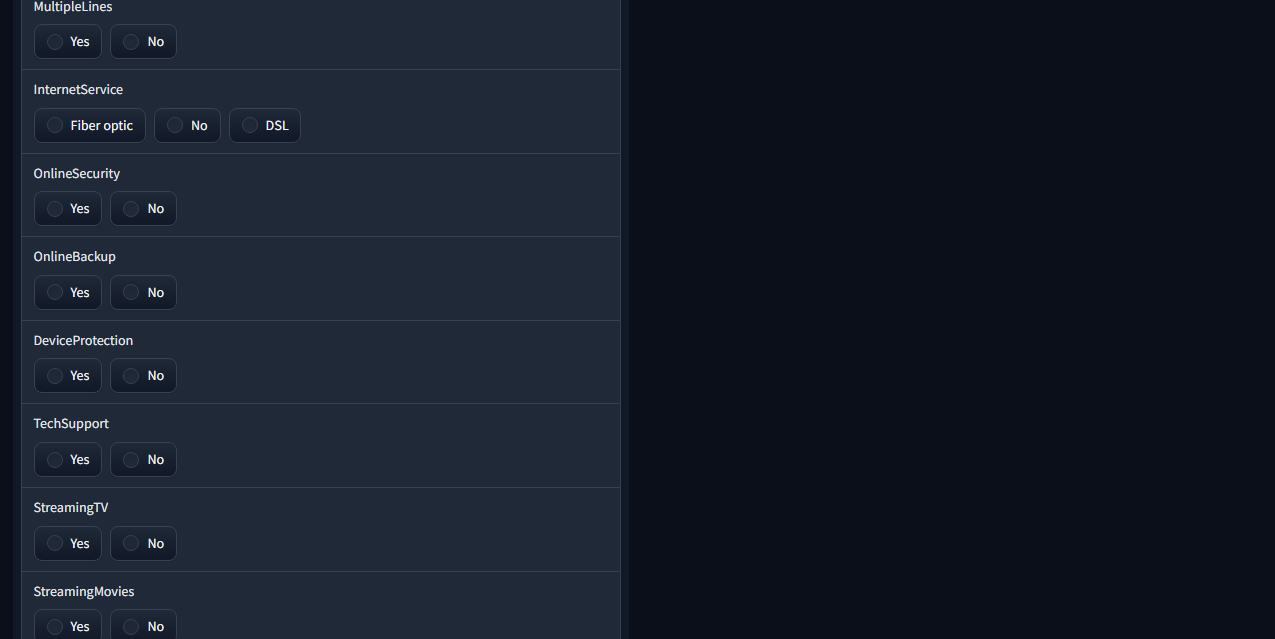 MultipleLines
Yes No
InternetService
Fiber optic No DSL
OnlineSecurity
Yes No
OnlineBackup
Yes No
DeviceProtection
Yes No
TechSupport
Yes No
StreamingTV
Yes No
StreamingMovies
Yes No